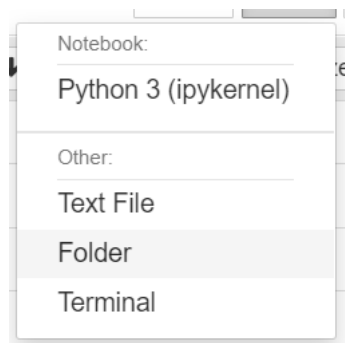 Notebook:
Python 3 (ipykernel)
Other:
Text File
Folder
Terminal